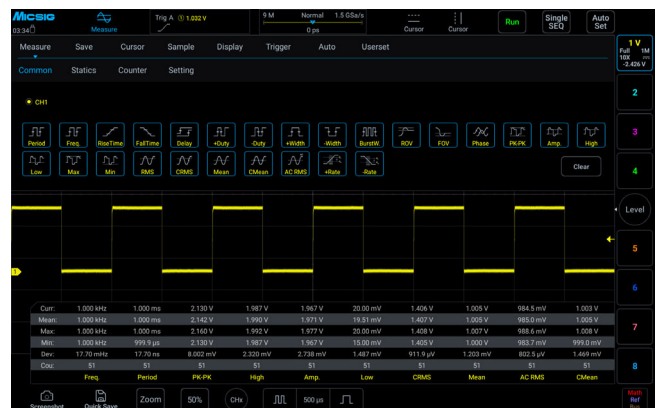 Micsig
Measure
Trig A ① 1.032 V
9 M
Normal
1.5 GSa/s
0 ps
Cursor
Cursor
Run
Single
SEQ
Auto
Set
03:34
Measure Save Cursor Sample Display Trigger Auto Userset
Common Statics Counter Setting
CH1
Period Freq. RiseTime FallTime Delay +Duty -Duty +Width -Width BurstW. ROV FOV Phase PK-PK Amp. High
Low Max Min RMS CRMS Mean CMean AC RMS +Rate -Rate
Clear
1 V
Full 1M
10X
-2.426 V
2
3
4
Level
5
6
7
8
1
Curr: 1.000 kHz 1.000 ms 2.130 V 1.987 V 1.967 V 20.00 mV 1.406 V 1.005 V 984.5 mV 1.003 V
Mean: 1.000 kHz 1.000 ms 2.142 V 1.990 V 1.971 V 19.51 mV 1.407 V 1.005 V 985.0 mV 1.005 V
Max: 1.000 kHz 1.000 ms 2.160 V 1.992 V 1.977 V 20.00 mV 1.408 V 1.007 V 988.6 mV 1.008 V
Min: 1.000 kHz 999.9 µs 2.130 V 1.987 V 1.967 V 15.00 mV 1.405 V 1.000 V 983.7 mV 999.0 mV
Dev: 17.70 mHz 17.70 ns 8.002 mV 2.320 mV 2.738 mV 1.487 mV 911.9 µV 1.203 mV 802.5 µV 1.469 mV
Cou: 51 51 51 51 51 51 51 51 51 51
Freq. Period PK-PK High Amp. Low CRMS Mean AC RMS CMean
Screenshot
Quick Save
Zoom
50%
CHx
500 µs
Math
Ref
Bus